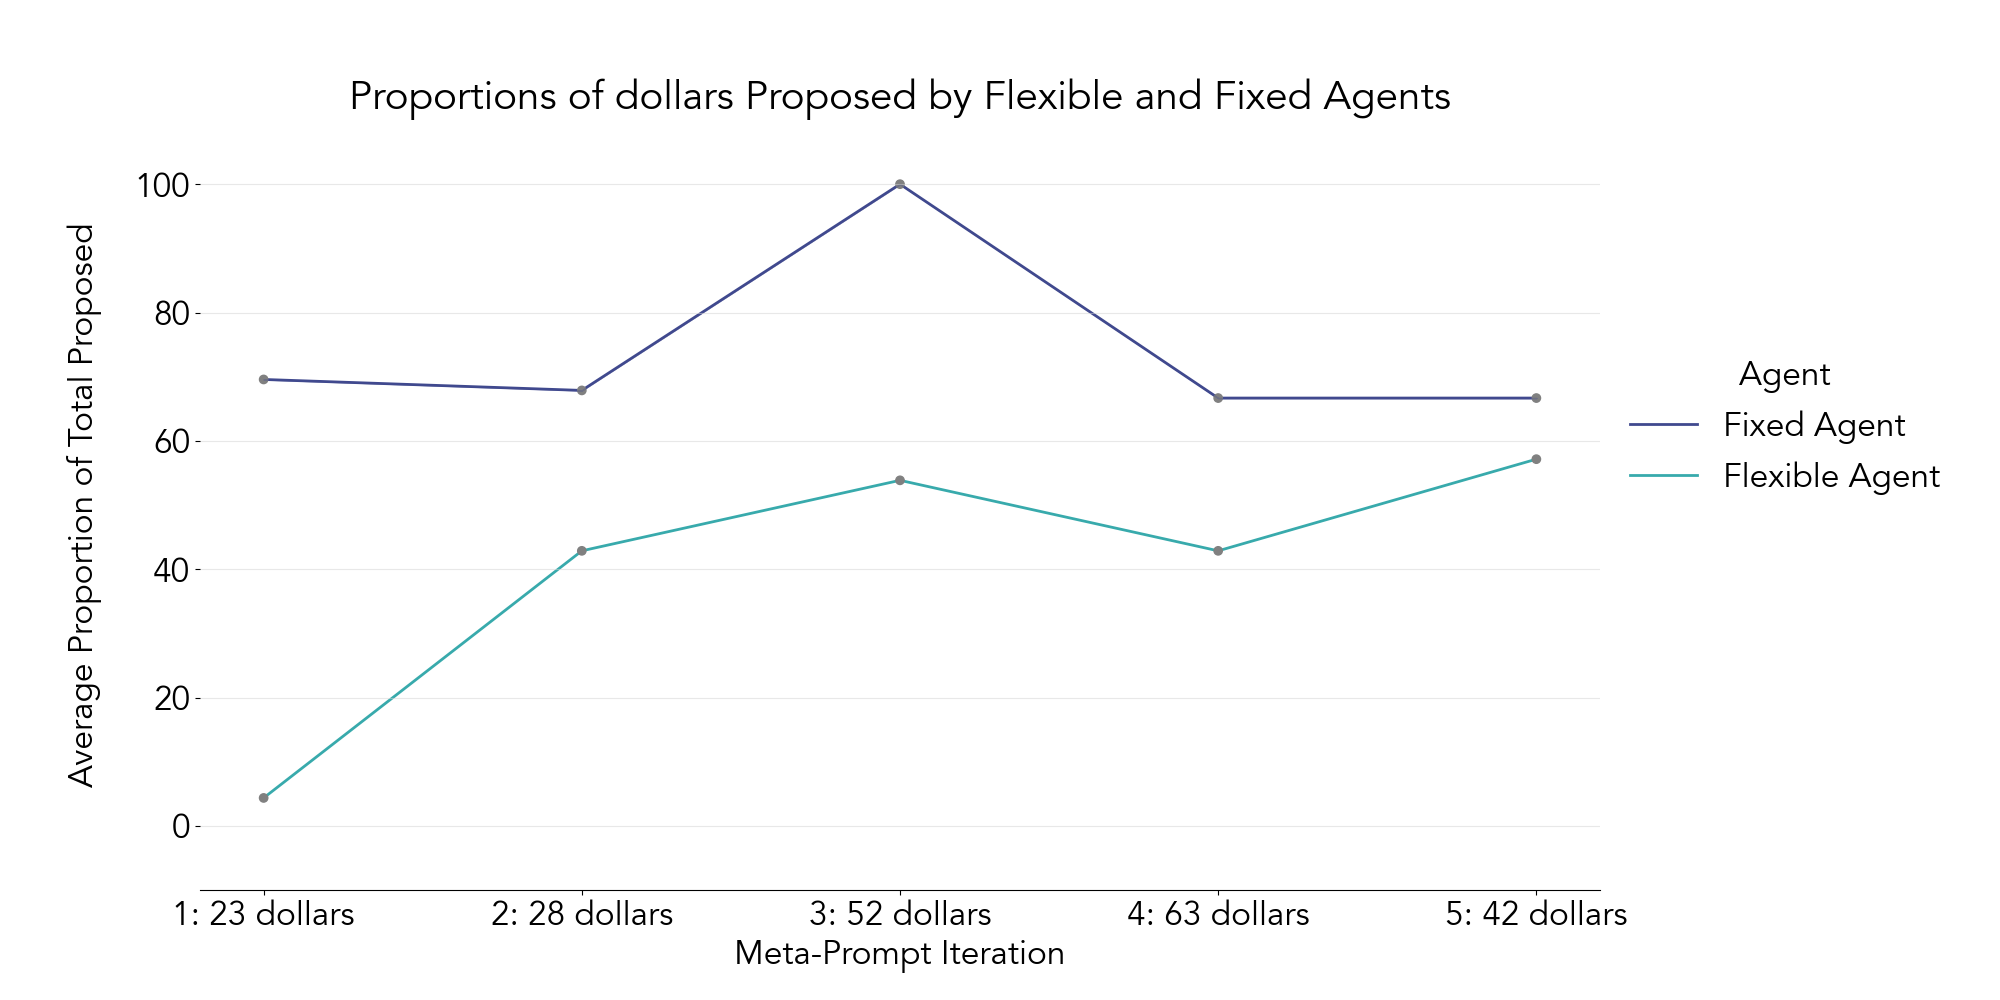 Proportions of dollars Proposed by Flexible and Fixed Agents
Average Proportion of Total Proposed
100
80
60
40
20
0
1: 23 dollars
2: 28 dollars
3: 52 dollars
4: 63 dollars
5: 42 dollars
Meta-Prompt Iteration
Agent
Fixed Agent
Flexible Agent